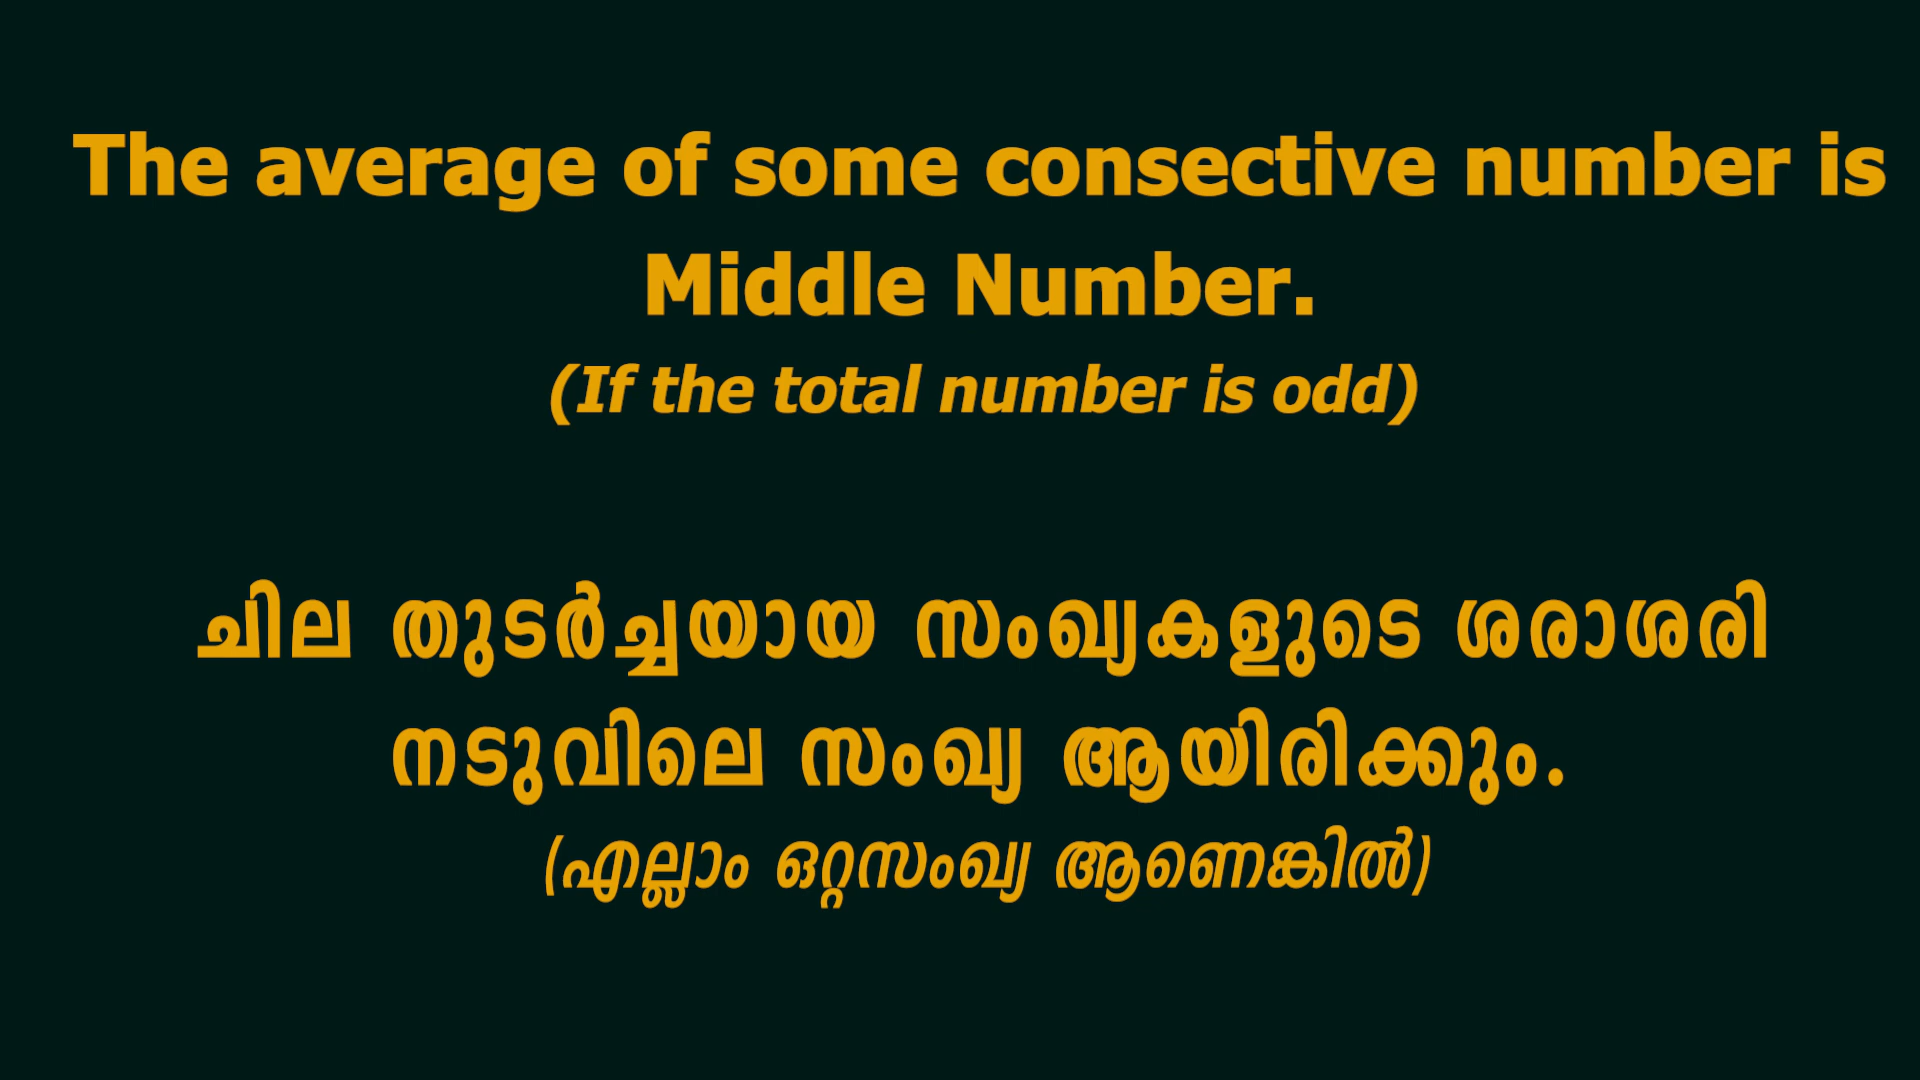 The average of some consective number is
Middle Number.
(If the total number is odd)
ചില തുടർച്ചയായ സംഖ്യകളുടെ ശരാശരി
നടുവിലെ സംഖ്യ ആയിരിക്കും.
(എല്ലാം ഒറ്റസംഖ്യ ആണെങ്കിൽ)